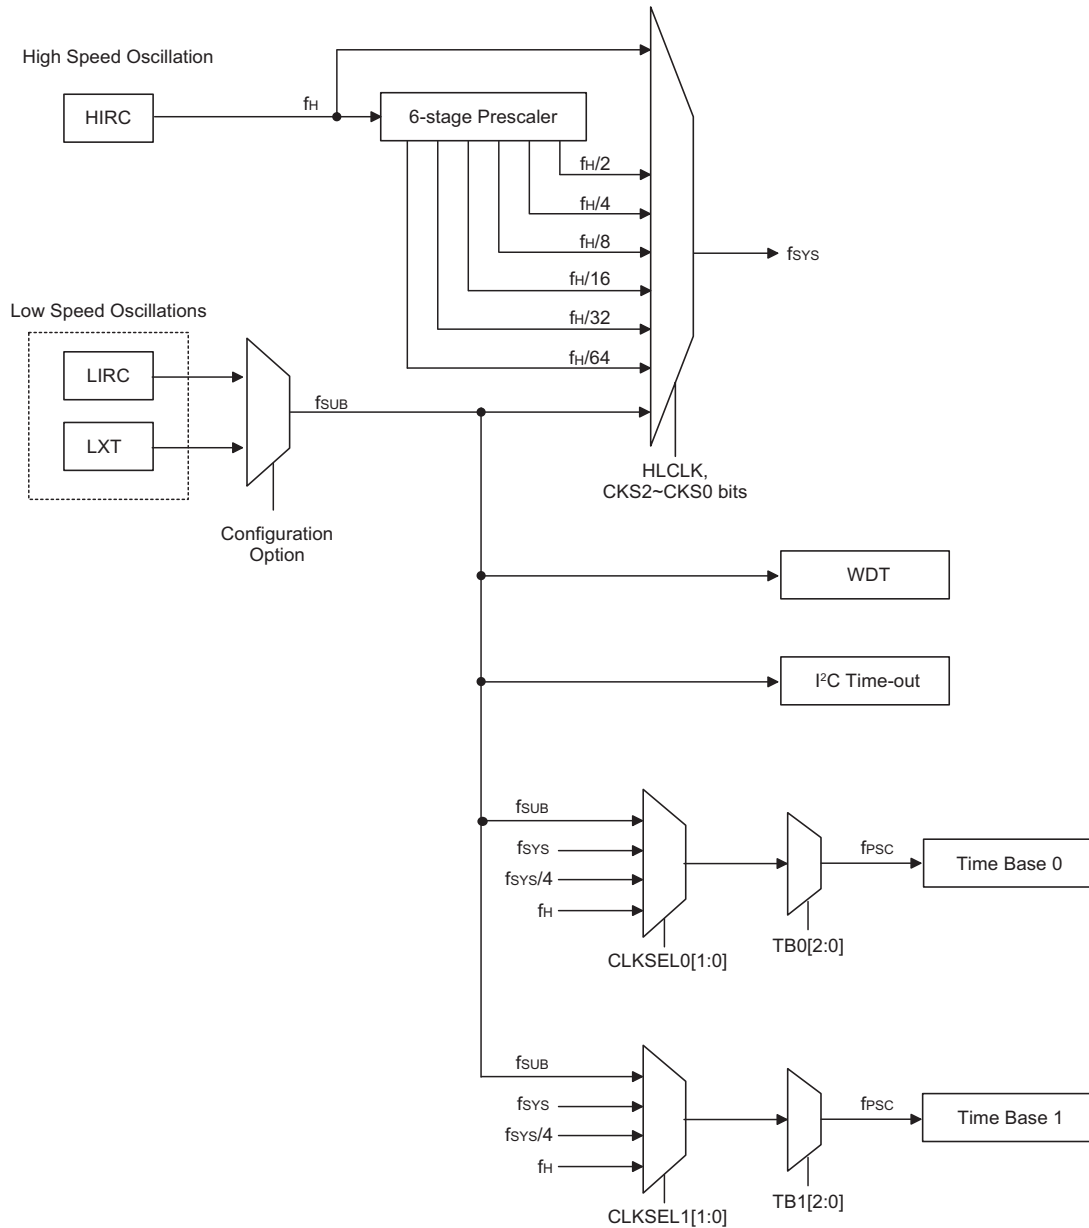 High Speed Oscillation
HIRC
fH
6-stage Prescaler
fH/2
fH/4
fH/8
fH/16
fH/32
fH/64
fSYS
Low Speed Oscillations
LIRC
LXT
fSUB
HLCLK,
CKS2~CKS0 bits
Configuration
Option
WDT
I²C Time-out
fSUB
fSYS
fSYS/4
fH
CLKSEL0[1:0]
TB0[2:0]
fPSC
Time Base 0
fSUB
fSYS
fSYS/4
fH
CLKSEL1[1:0]
TB1[2:0]
fPSC
Time Base 1